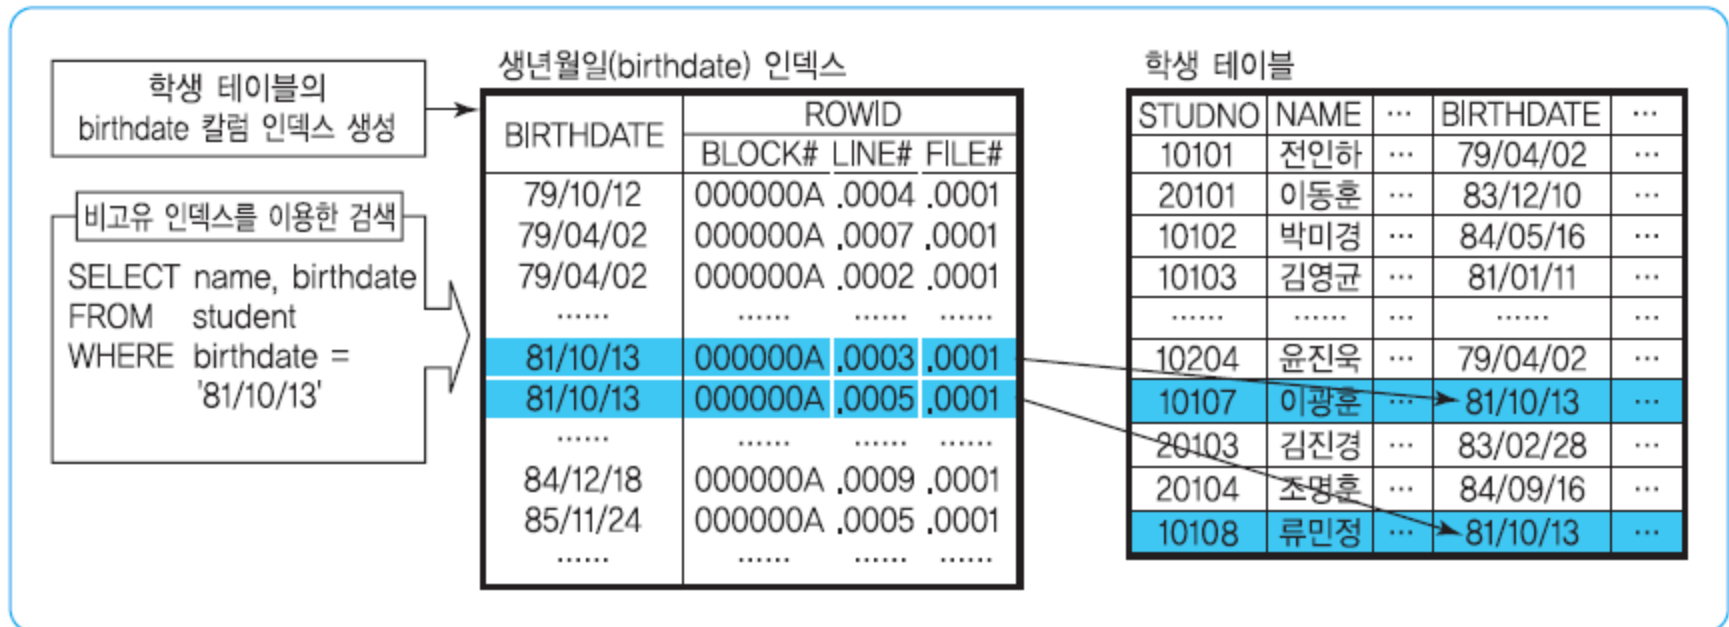 학생 테이블의
birthdate 칼럼 인덱스 생성
비고유 인덱스를 이용한 검색
SELECT name, birthdate
FROM student
WHERE birthdate =
'81/10/13'
생년월일(birthdate) 인덱스
BIRTHDATE ROWID
BLOCK# LINE# FILE#
79/10/12 000000A .0004 .0001
79/04/02 000000A .0007 .0001
79/04/02 000000A .0002 .0001
...... ...... ...... ......
81/10/13 000000A .0003 .0001
81/10/13 000000A .0005 .0001
...... ...... ...... ......
84/12/18 000000A .0009 .0001
85/11/24 000000A .0005 .0001
...... ...... ...... ......
학생 테이블
STUDNO NAME ... BIRTHDATE ...
10101 전인하 ... 79/04/02 ...
20101 이동훈 ... 83/12/10 ...
10102 박미경 ... 84/05/16 ...
10103 김영균 ... 81/01/11 ...
...... ...... ... ...... ...
10204 윤진욱 ... 79/04/02 ...
10107 이광훈 ... 81/10/13 ...
20103 김진경 ... 83/02/28 ...
20104 조명훈 ... 84/09/16 ...
10108 류민정 ... 81/10/13 ...